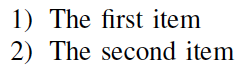 1) The first item
2) The second item